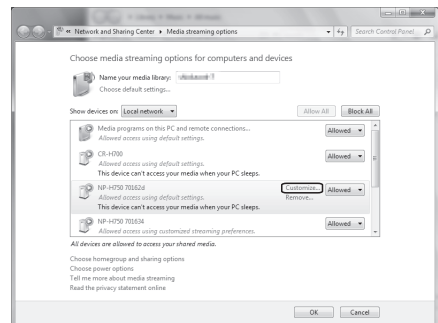 « Network and Sharing Center ▸ Media streaming options
Search Control Panel
Choose media streaming options for computers and devices
Name your media library:
Choose default settings...
Show devices on: Local network
Allow All
Block All
Media programs on this PC and remote connections...
Allowed access using default settings.
Allowed
CR-H700
Allowed access using default settings.
This device can't access your media when your PC sleeps.
Allowed
NP-H750 70162d
Allowed access using default settings.
This device can't access your media when your PC sleeps.
Customize...
Remove...
Allowed
NP-H750 701634
Allowed access using customized streaming preferences.
Allowed
All devices are allowed to access your shared media.
Choose homegroup and sharing options
Choose power options
Tell me more about media streaming
Read the privacy statement online
OK
Cancel